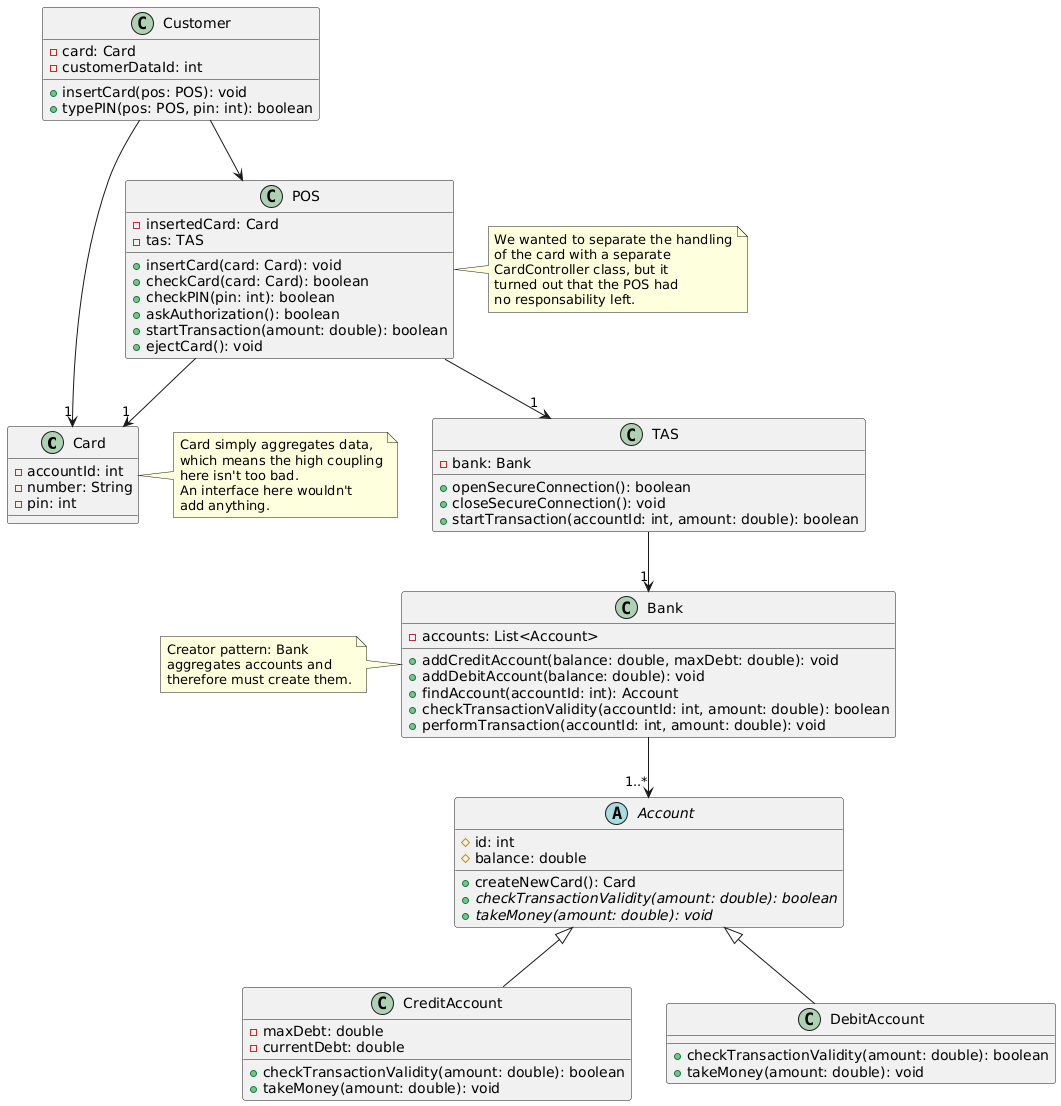 C Customer
card: Card
customerDataId: int
insertCard(pos: POS): void
typePIN(pos: POS, pin: int): boolean
C POS
insertedCard: Card
tas: TAS
insertCard(card: Card): void
checkCard(card: Card): boolean
checkPIN(pin: int): boolean
askAuthorization(): boolean
startTransaction(amount: double): boolean
ejectCard(): void
We wanted to separate the handling
of the card with a separate
CardController class, but it
turned out that the POS had
no responsability left.
1
1
1
C Card
accountId: int
number: String
pin: int
Card simply aggregates data,
which means the high coupling
here isn't too bad.
An interface here wouldn't
add anything.
C TAS
bank: Bank
openSecureConnection(): boolean
closeSecureConnection(): void
startTransaction(accountId: int, amount: double): boolean
1
C Bank
accounts: List<Account>
addCreditAccount(balance: double, maxDebt: double): void
addDebitAccount(balance: double): void
findAccount(accountId: int): Account
checkTransactionValidity(accountId: int, amount: double): boolean
performTransaction(accountId: int, amount: double): void
Creator pattern: Bank
aggregates accounts and
therefore must create them.
1..*
A Account
id: int
balance: double
createNewCard(): Card
checkTransactionValidity(amount: double): boolean
takeMoney(amount: double): void
C CreditAccount
maxDebt: double
currentDebt: double
checkTransactionValidity(amount: double): boolean
takeMoney(amount: double): void
C DebitAccount
checkTransactionValidity(amount: double): boolean
takeMoney(amount: double): void